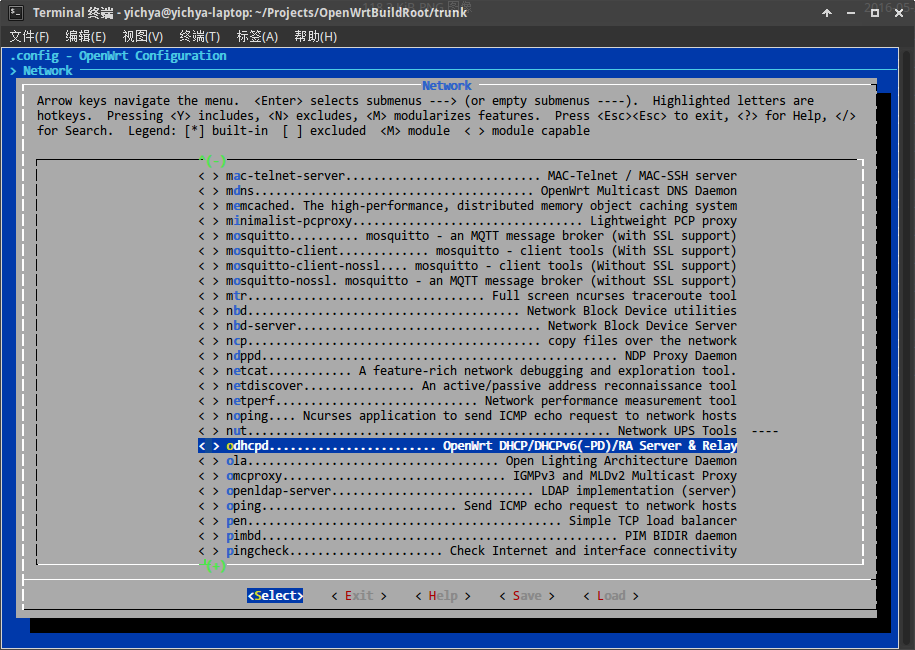 Terminal 终端 - yichya@yichya-laptop: ~/Projects/OpenWrtBuildRoot/trunk
文件(F) 编辑(E) 视图(V) 终端(T) 标签(A) 帮助(H)
.config - OpenWrt Configuration
> Network
Network
Arrow keys navigate the menu.  <Enter> selects submenus ---> (or empty submenus ----).  Highlighted letters are
hotkeys.  Pressing <Y> includes, <N> excludes, <M> modularizes features.  Press <Esc><Esc> to exit, <?> for Help, </>
for Search.  Legend: [*] built-in  [ ] excluded  <M> module  < > module capable
^(-)
< > mac-telnet-server............................ MAC-Telnet / MAC-SSH server
< > mdns......................................... OpenWrt Multicast DNS Daemon
< > memcached. The high-performance, distributed memory object caching system
< > minimalist-pcproxy................................. Lightweight PCP proxy
< > mosquitto.......... mosquitto - an MQTT message broker (with SSL support)
< > mosquitto-client............. mosquitto - client tools (With SSL support)
< > mosquitto-client-nossl.... mosquitto - client tools (Without SSL support)
< > mosquitto-nossl. mosquitto - an MQTT message broker (without SSL support)
< > mtr.................................. Full screen ncurses traceroute tool
< > nbd....................................... Network Block Device utilities
< > nbd-server................................... Network Block Device Server
< > ncp.......................................... copy files over the network
< > ndppd.................................................... NDP Proxy Daemon
< > netcat............ A feature-rich network debugging and exploration tool.
< > netdiscover................ An active/passive address reconnaissance tool
< > netperf.............................. Network performance measurement tool
< > noping.... Ncurses application to send ICMP echo request to network hosts
< > nut..................................................... Network UPS Tools  ----
< > odhcpd........................ OpenWrt DHCP/DHCPv6(-PD)/RA Server & Relay
< > ola.................................... Open Lighting Architecture Daemon
< > omcproxy................................ IGMPv3 and MLDv2 Multicast Proxy
< > openldap-server............................. LDAP implementation (server)
< > oping............................ Send ICMP echo request to network hosts
< > pen............................................. Simple TCP load balancer
< > pimbd................................................... PIM BIDIR daemon
< > pingcheck...................... Check Internet and interface connectivity
┴(+)
<Select>    < Exit >    < Help >    < Save >    < Load >